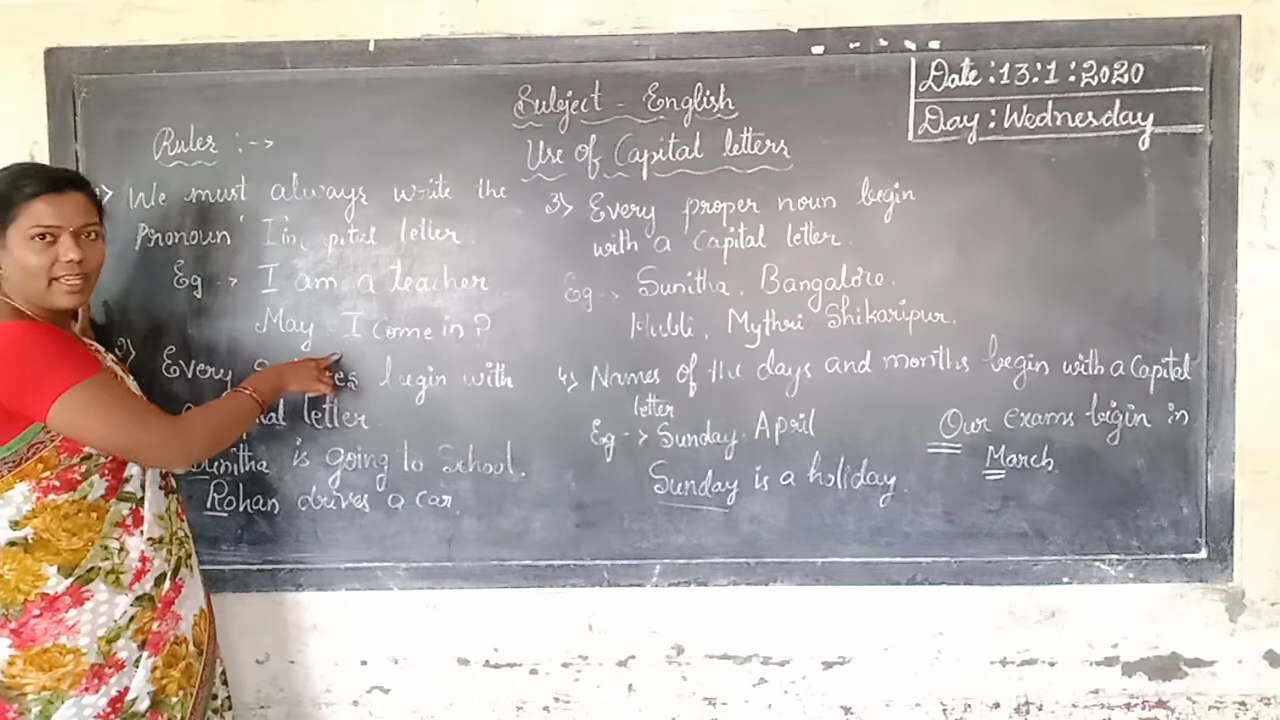 Subject - English
Date : 13:1:2020
Day : Wednesday
Use of Capital letters
Rules :->
We must always write the
Pronoun 'I' in pital letter.
Eg -> I am a teacher
May I Come in ?
2) Every begin with
letter.
Sunitha is going to School.
Rohan drives a car
3) Every proper noun begin
with a Capital letter.
Eg -> Sunitha. Bangalore.
Hubli, Mythri Shikaripur.
4) Names of the days and months begin with a Capital
letter
Eg -> Sunday. April
Sunday is a holiday.
Our exams begin in
March.